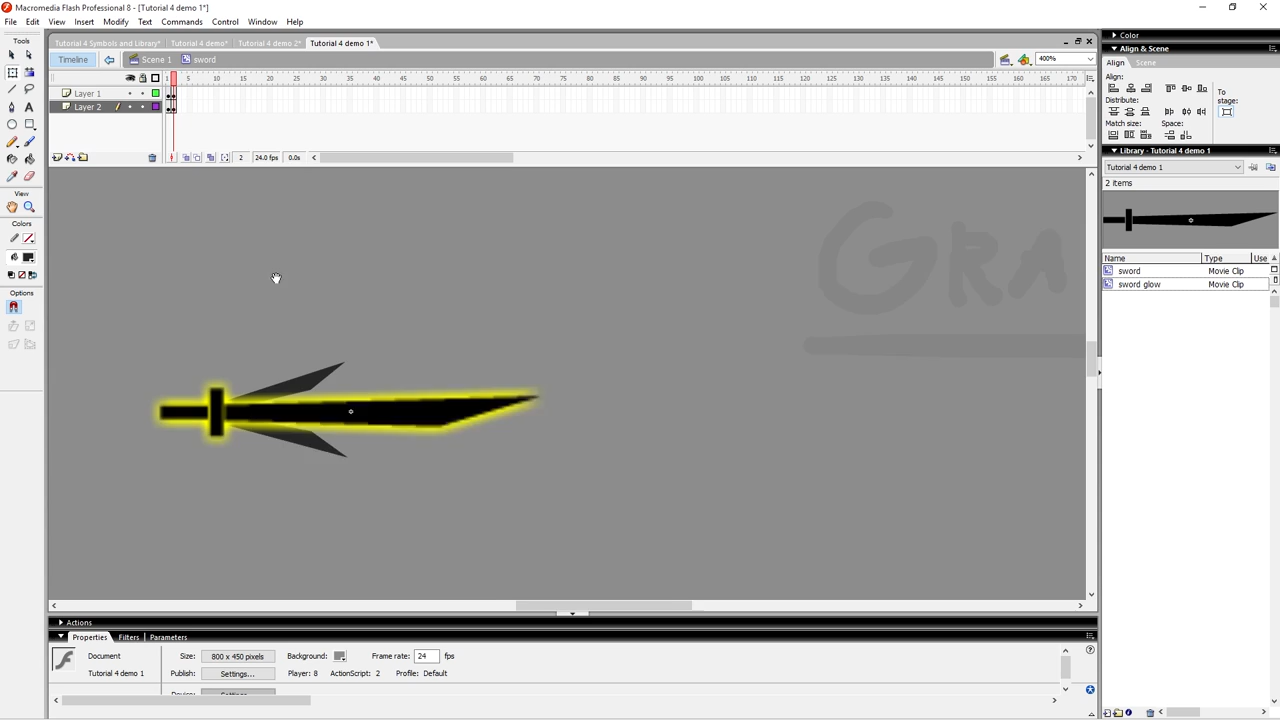 Macromedia Flash Professional 8 - [Tutorial 4 demo 1*]
File Edit View Insert Modify Text Commands Control Window Help
Tools
Tutorial 4 Symbols and Library* Tutorial 4 demo* Tutorial 4 demo 2* Tutorial 4 demo 1*
Timeline Scene 1 sword 400%
1 5 10 15 20 25 30 35 40 45 50 55 60 65 70 75 80 85 90 95 100 105 110 115 120 125 130 135 140 145 150 155 160 165 170 175
Layer 1
Layer 2
2 24.0 fps 0.0s
View
Colors
Options
GRA
Color
Align & Scene
Align Scene
Align:
To stage:
Distribute:
Match size: Space:
Library - Tutorial 4 demo 1
Tutorial 4 demo 1
2 items
Name Type Use
sword Movie Clip
sword glow Movie Clip
Actions
Properties Filters Parameters
Document Size: 800 x 450 pixels Background: Frame rate: 24 fps
Tutorial 4 demo 1 Publish: Settings... Player: 8 ActionScript: 2 Profile: Default